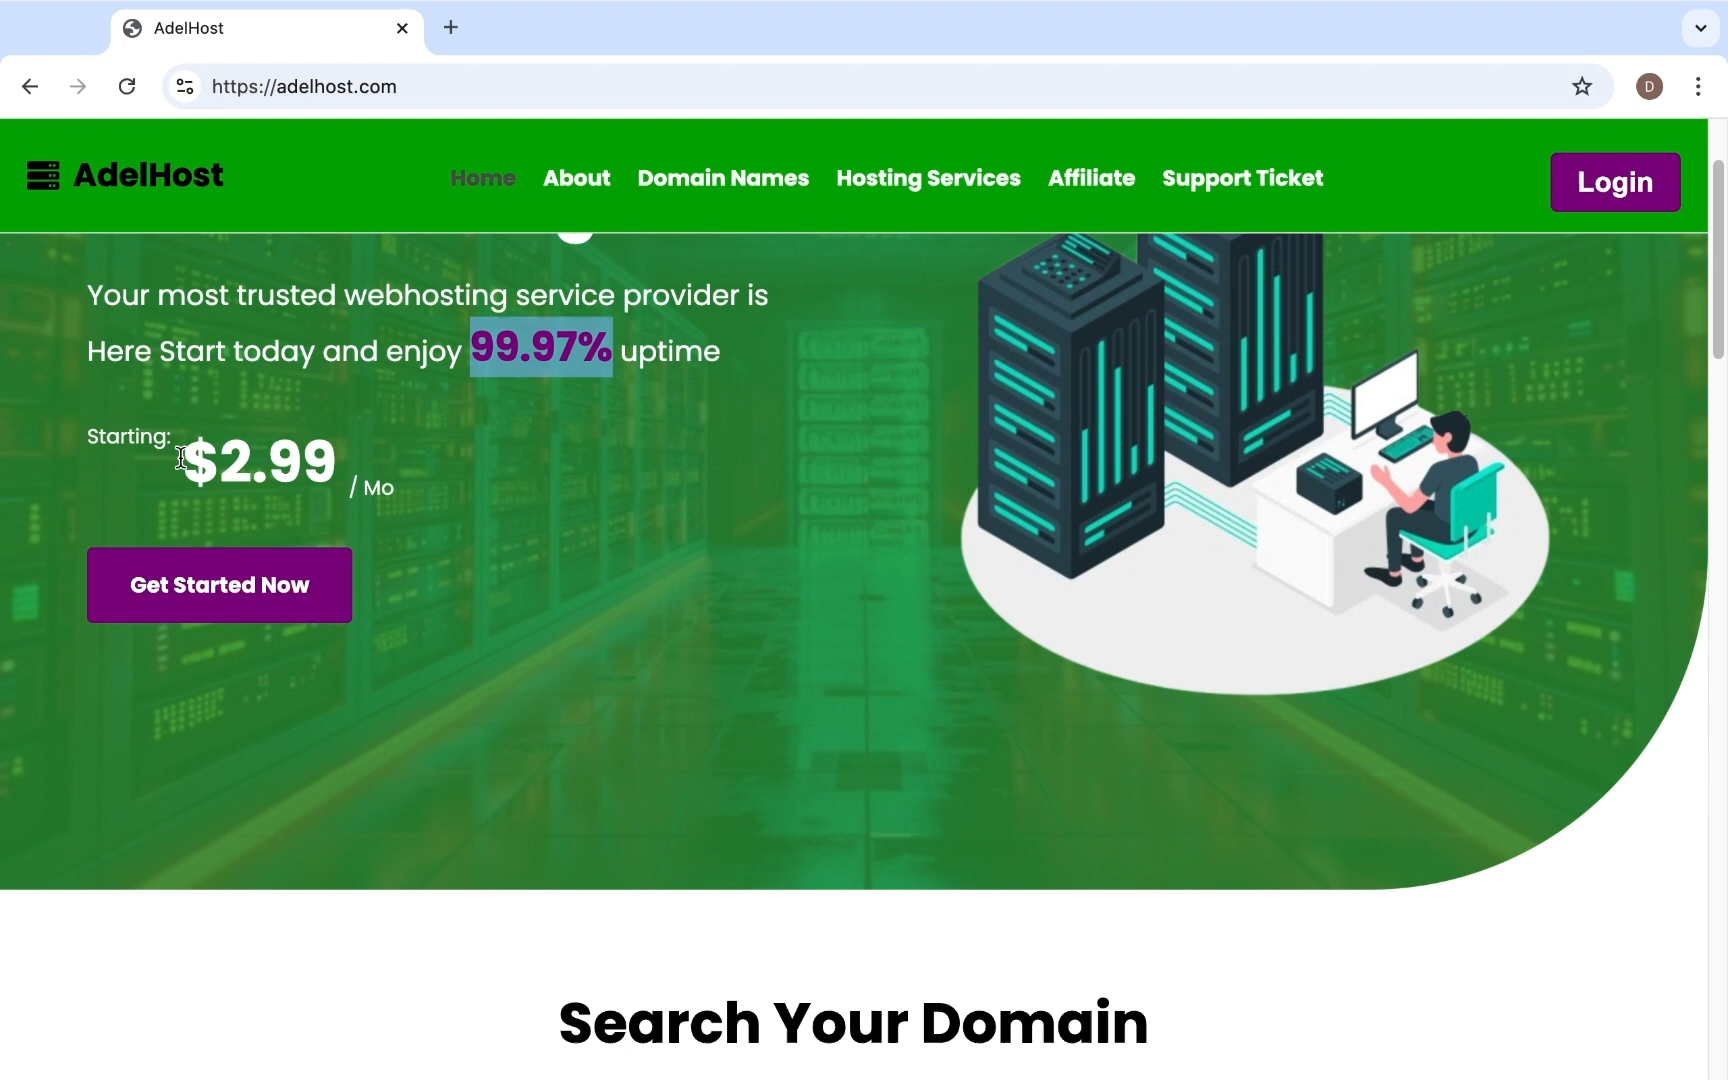 AdelHost
https://adelhost.com
D
AdelHost
Home About Domain Names Hosting Services Affiliate Support Ticket
Login
Your most trusted webhosting service provider is
Here Start today and enjoy 99.97% uptime
Starting: $2.99 / Mo
Get Started Now
Search Your Domain